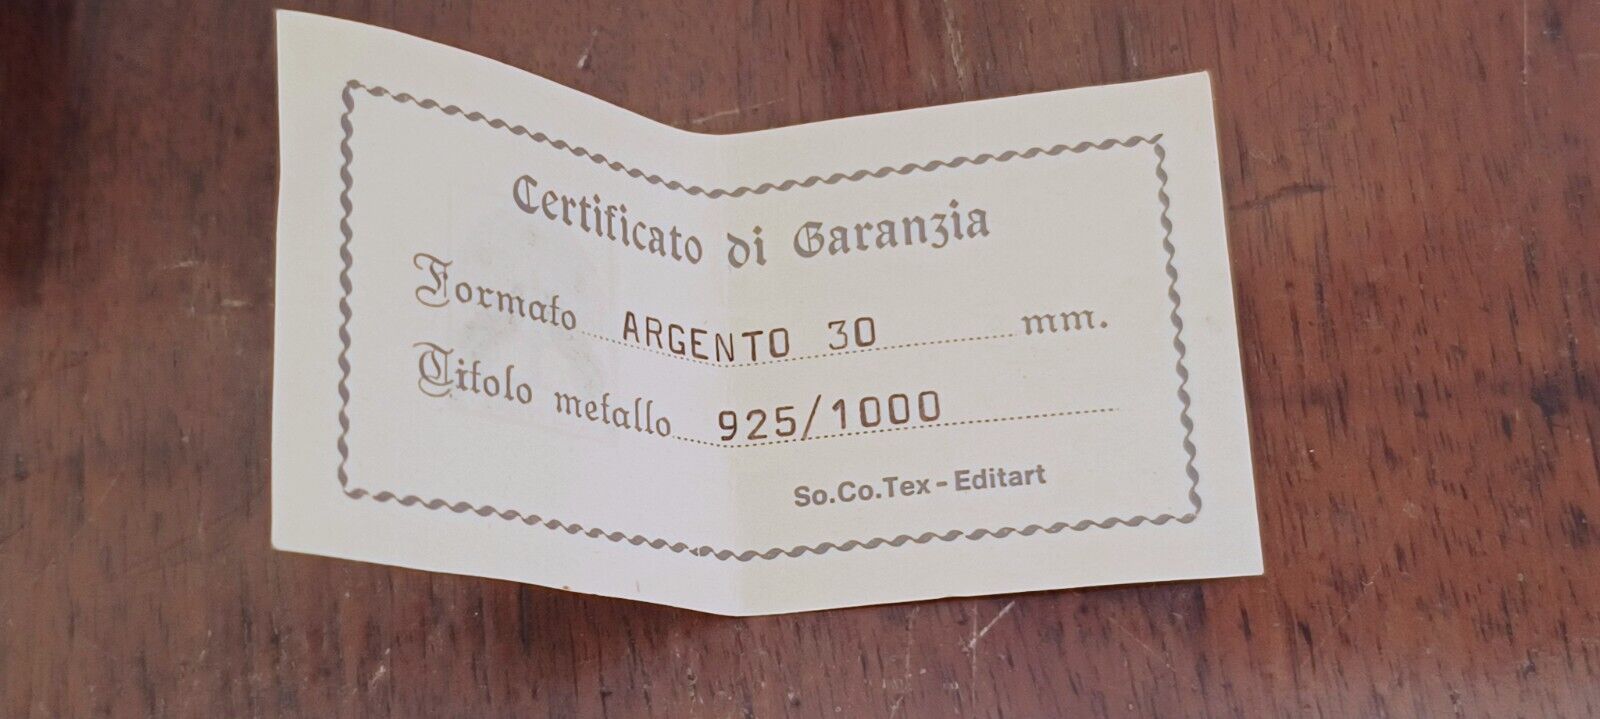 Certificato di Garanzia
Formato ARGENTO 30 mm.
Titolo metallo 925/1000
So.Co.Tex - Editart